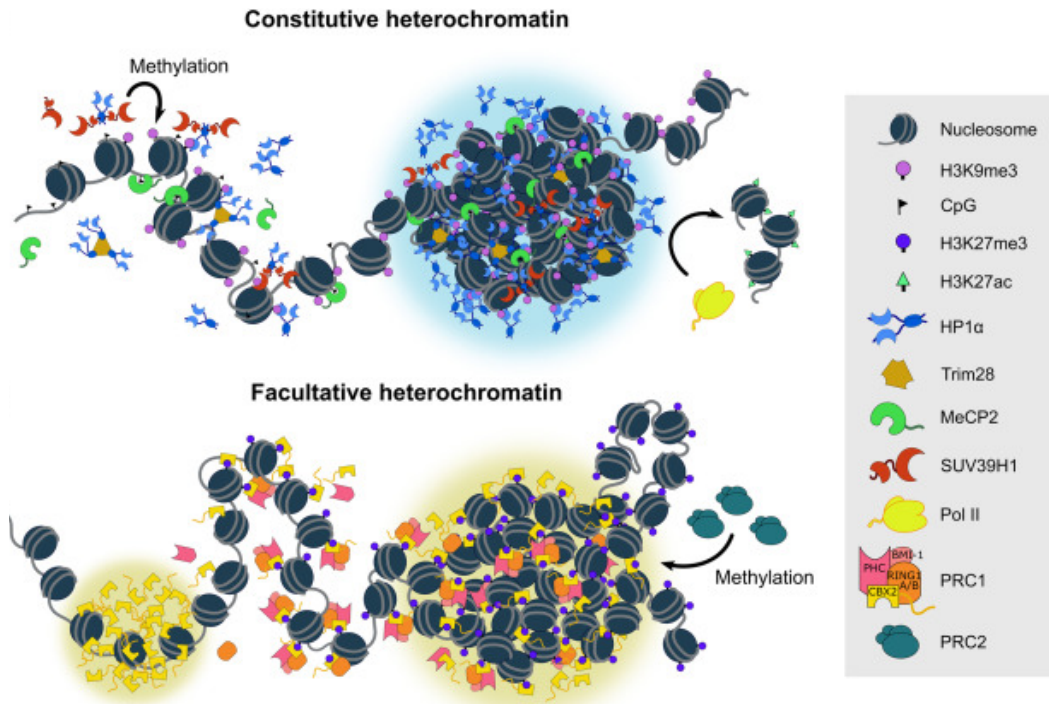 Constitutive heterochromatin
Methylation
Facultative heterochromatin
Methylation
Nucleosome
H3K9me3
CpG
H3K27me3
H3K27ac
HP1α
Trim28
MeCP2
SUV39H1
Pol II
BMI-1
PHC
RING1
A/B
CBX2
PRC1
PRC2